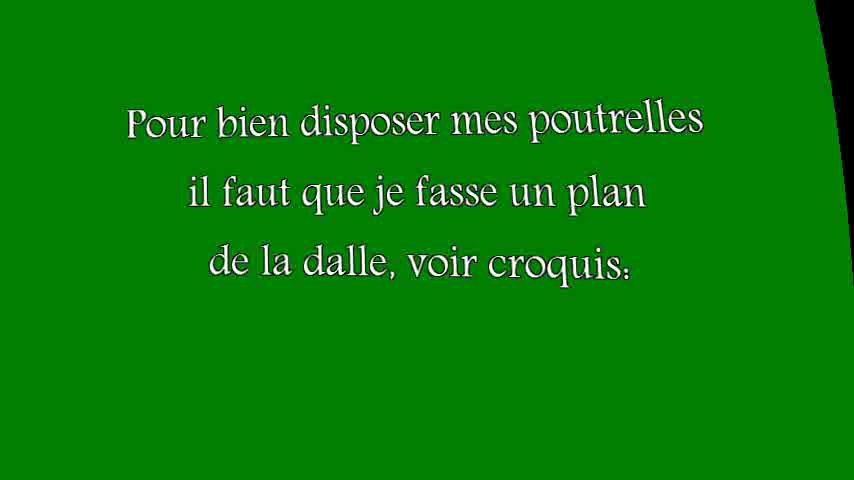 Pour bien disposer mes poutrelles
il faut que je fasse un plan
de la dalle, voir croquis: